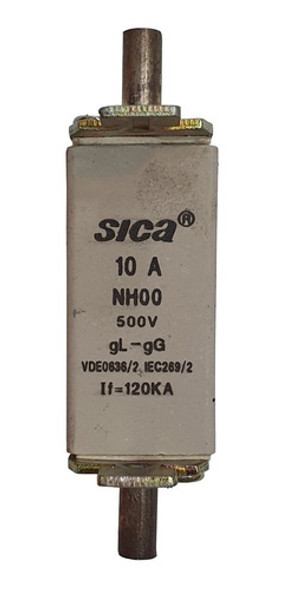 sica®
10 A
NH00
500V
gL-gG
VDE0636/2 IEC269/2
If=120KA